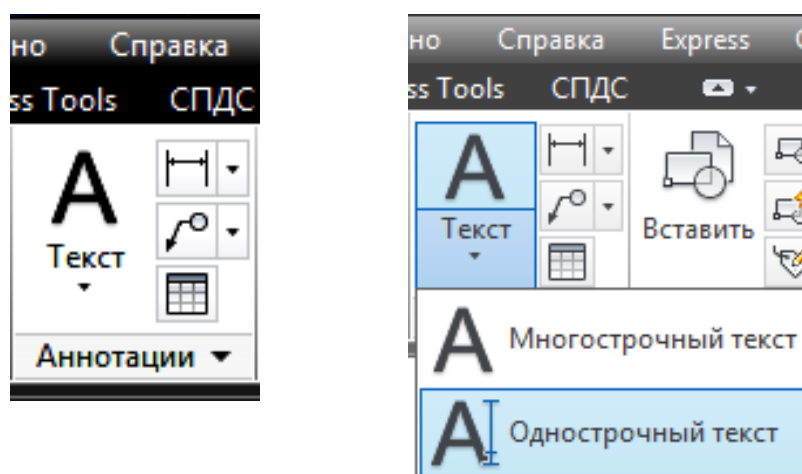 но Справка
ss Tools СПДС
Текст
Аннотации
но Справка Express
ss Tools СПДС
Текст
Вставить
Многострочный текст
Однострочный текст